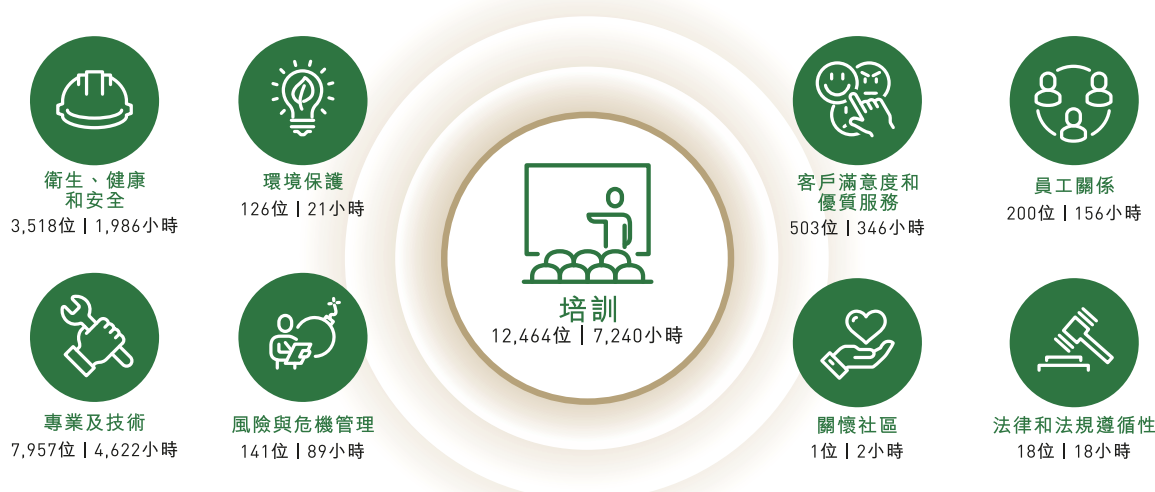 衛生、健康
和安全
3,518位 | 1,986小時
環境保護
126位 | 21小時
客戶滿意度和
優質服務
503位 | 346小時
員工關係
200位 | 156小時
培訓
12,464位 | 7,240小時
專業及技術
7,957位 | 4,622小時
風險與危機管理
141位 | 89小時
關懷社區
1位 | 2小時
法律和法規遵循性
18位 | 18小時